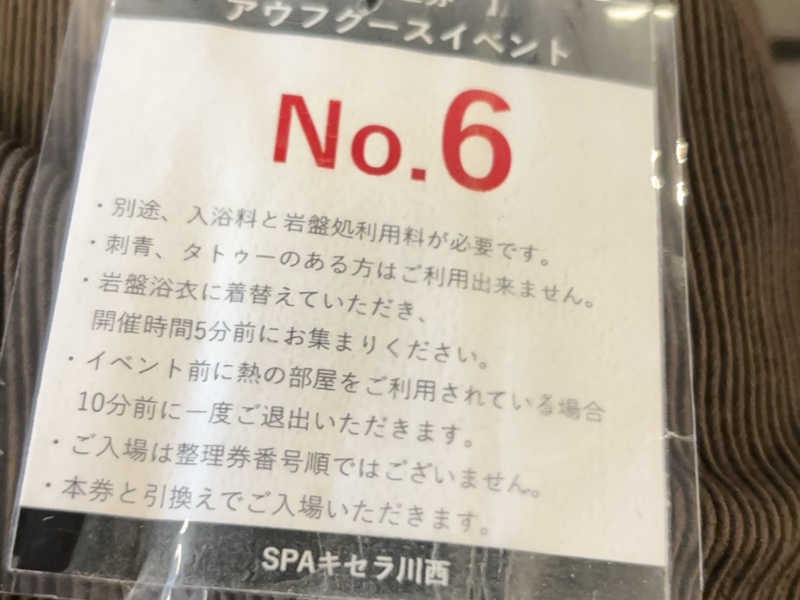 アウフグースイベント
No.6
・別途、入浴料と岩盤処利用料が必要です。
・刺青、タトゥーのある方はご利用出来ません。
・岩盤浴衣に着替えていただき、
開催時間5分前にお集まりください。
・イベント前に熱の部屋をご利用されている場合
10分前に一度ご退出いただきます。
・ご入場は整理券番号順ではございません。
・本券と引換えでご入場いただきます。
SPAキセラ川西